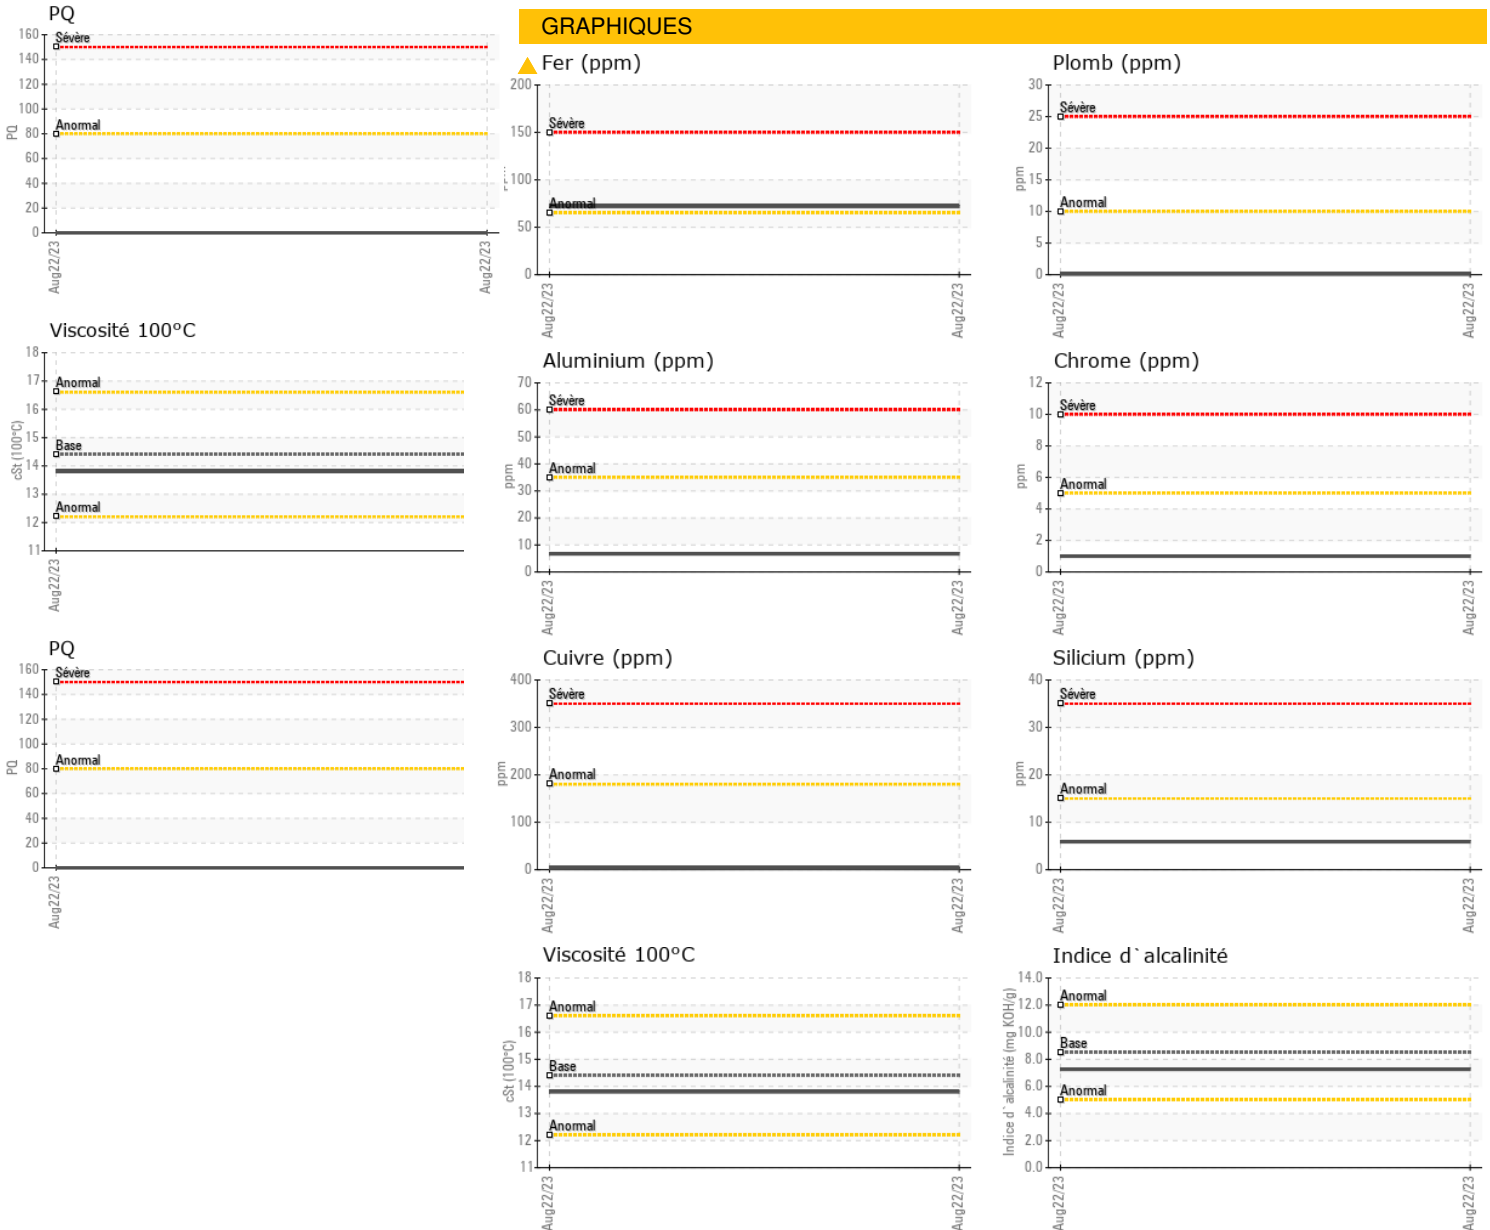 PQ
160
Sévère
140
120
100
Anormal
80
60
40
20
0
PQ
Aug22/23
Aug22/23
GRAPHIQUES
Fer (ppm)
200
Sévère
150
100
Anormal
50
0
Aug22/23
Aug22/23
Plomb (ppm)
30
Sévère
25
20
15
Anormal
10
5
0
ppm
Aug22/23
Aug22/23
Viscosité 100°C
18
Anormal
17
16
15
Base
14
13
Anormal
12
11
cSt (100°C)
Aug22/23
Aluminium (ppm)
70
Sévère
60
50
40
Anormal
30
20
10
0
ppm
Aug22/23
Aug22/23
Chrome (ppm)
12
Sévère
10
8
6
Anormal
4
2
0
ppm
Aug22/23
Aug22/23
PQ
160
Sévère
140
120
100
Anormal
80
60
40
20
0
PQ
Aug22/23
Cuivre (ppm)
400
Sévère
300
200
Anormal
100
0
ppm
Aug22/23
Aug22/23
Silicium (ppm)
40
Sévère
30
20
Anormal
10
0
ppm
Aug22/23
Aug22/23
Viscosité 100°C
18
Anormal
17
16
15
Base
14
13
Anormal
12
11
cSt (100°C)
Aug22/23
Aug22/23
Indice d`alcalinité
14.0
Anormal
12.0
10.0
Base
8.0
6.0
Anormal
4.0
2.0
0.0
Indice d`alcalinité (mg KOH/g)
Aug22/23
Aug22/23